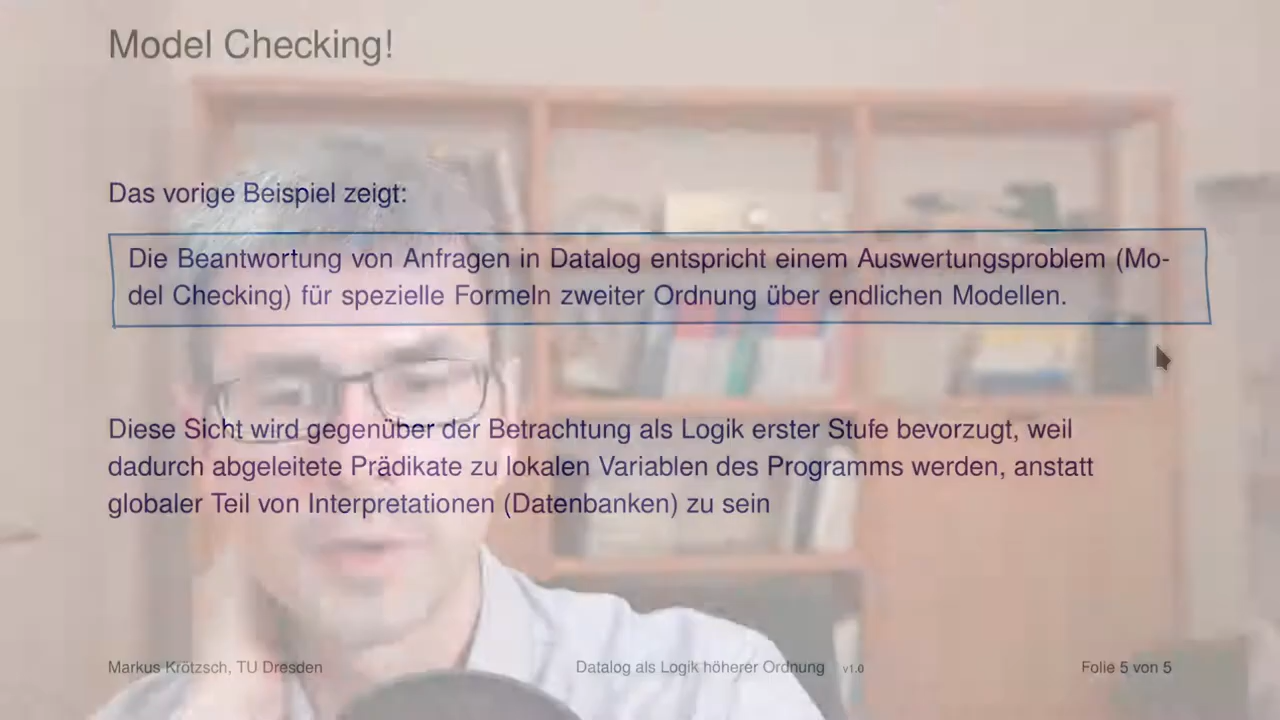 Model Checking!
Das vorige Beispiel zeigt:
Die Beantwortung von Anfragen in Datalog entspricht einem Auswertungsproblem (Mo-
del Checking) für spezielle Formeln zweiter Ordnung über endlichen Modellen.
Diese Sicht wird gegenüber der Betrachtung als Logik erster Stufe bevorzugt, weil
dadurch abgeleitete Prädikate zu lokalen Variablen des Programms werden, anstatt
globaler Teil von Interpretationen (Datenbanken) zu sein
Markus Krötzsch, TU Dresden Datalog als Logik höherer Ordnung v1.0 Folie 5 von 5